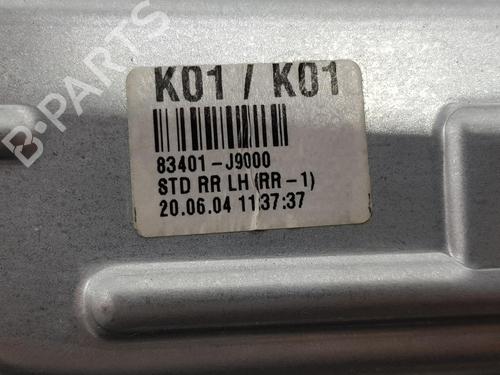 B-PARTS
K01 / K01
83401-J9000
STD RR LH (RR-1)
20.06.04 11:37:37